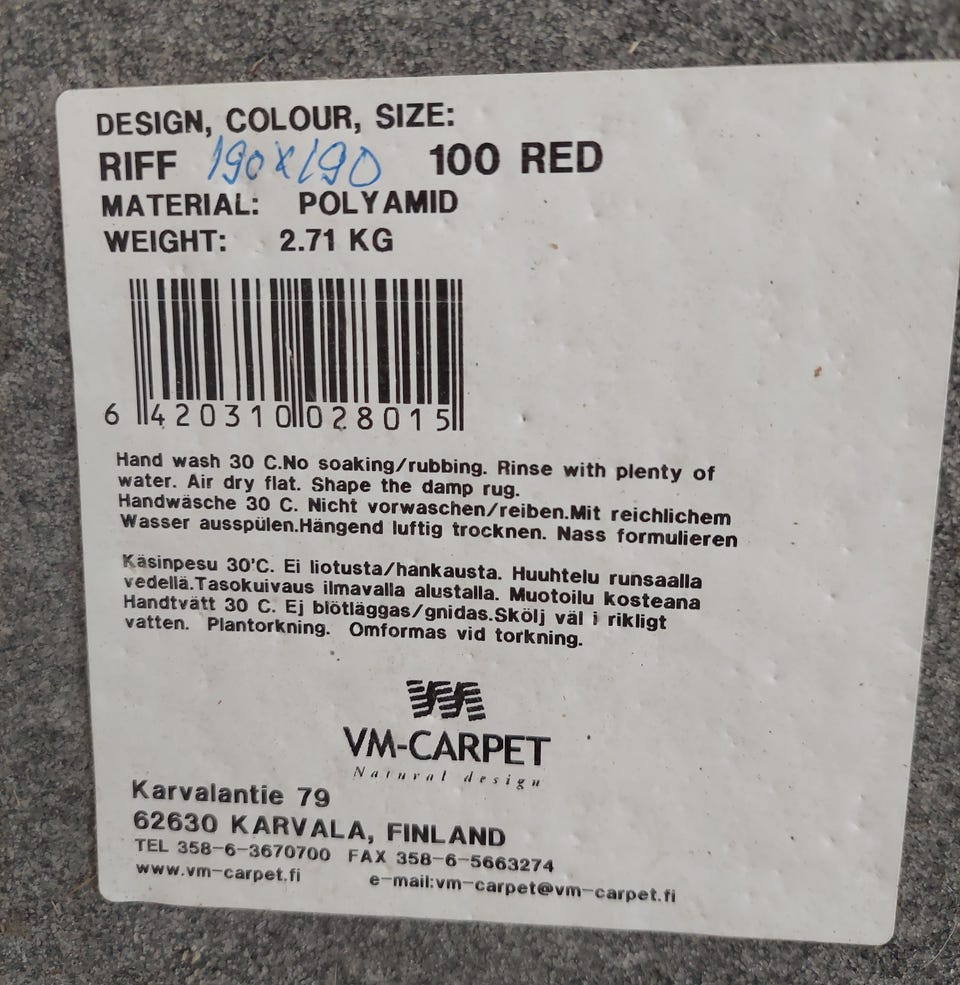 DESIGN, COLOUR, SIZE:
RIFF 190x190 100 RED
MATERIAL: POLYAMID
WEIGHT: 2.71 KG
6 420310 028015
Hand wash 30 C.No soaking/rubbing. Rinse with plenty of
water. Air dry flat. Shape the damp rug.
Handwäsche 30 C. Nicht vorwaschen/reiben.Mit reichlichem
Wasser ausspülen.Hängend luftig trocknen. Nass formulieren
Käsinpesu 30'C. Ei liotusta/hankausta. Huuhtelu runsaalla
vedellä.Tasokuivaus ilmavalla alustalla. Muotoilu kosteana
Handtvätt 30 C. Ej blötläggas/gnidas.Skölj väl i rikligt
vatten. Plantorkning. Omformas vid torkning.
VM-CARPET
Natural design
Karvalantie 79
62630 KARVALA, FINLAND
TEL 358-6-3670700 FAX 358-6-5663274
www.vm-carpet.fi e-mail:vm-carpet@vm-carpet.fi